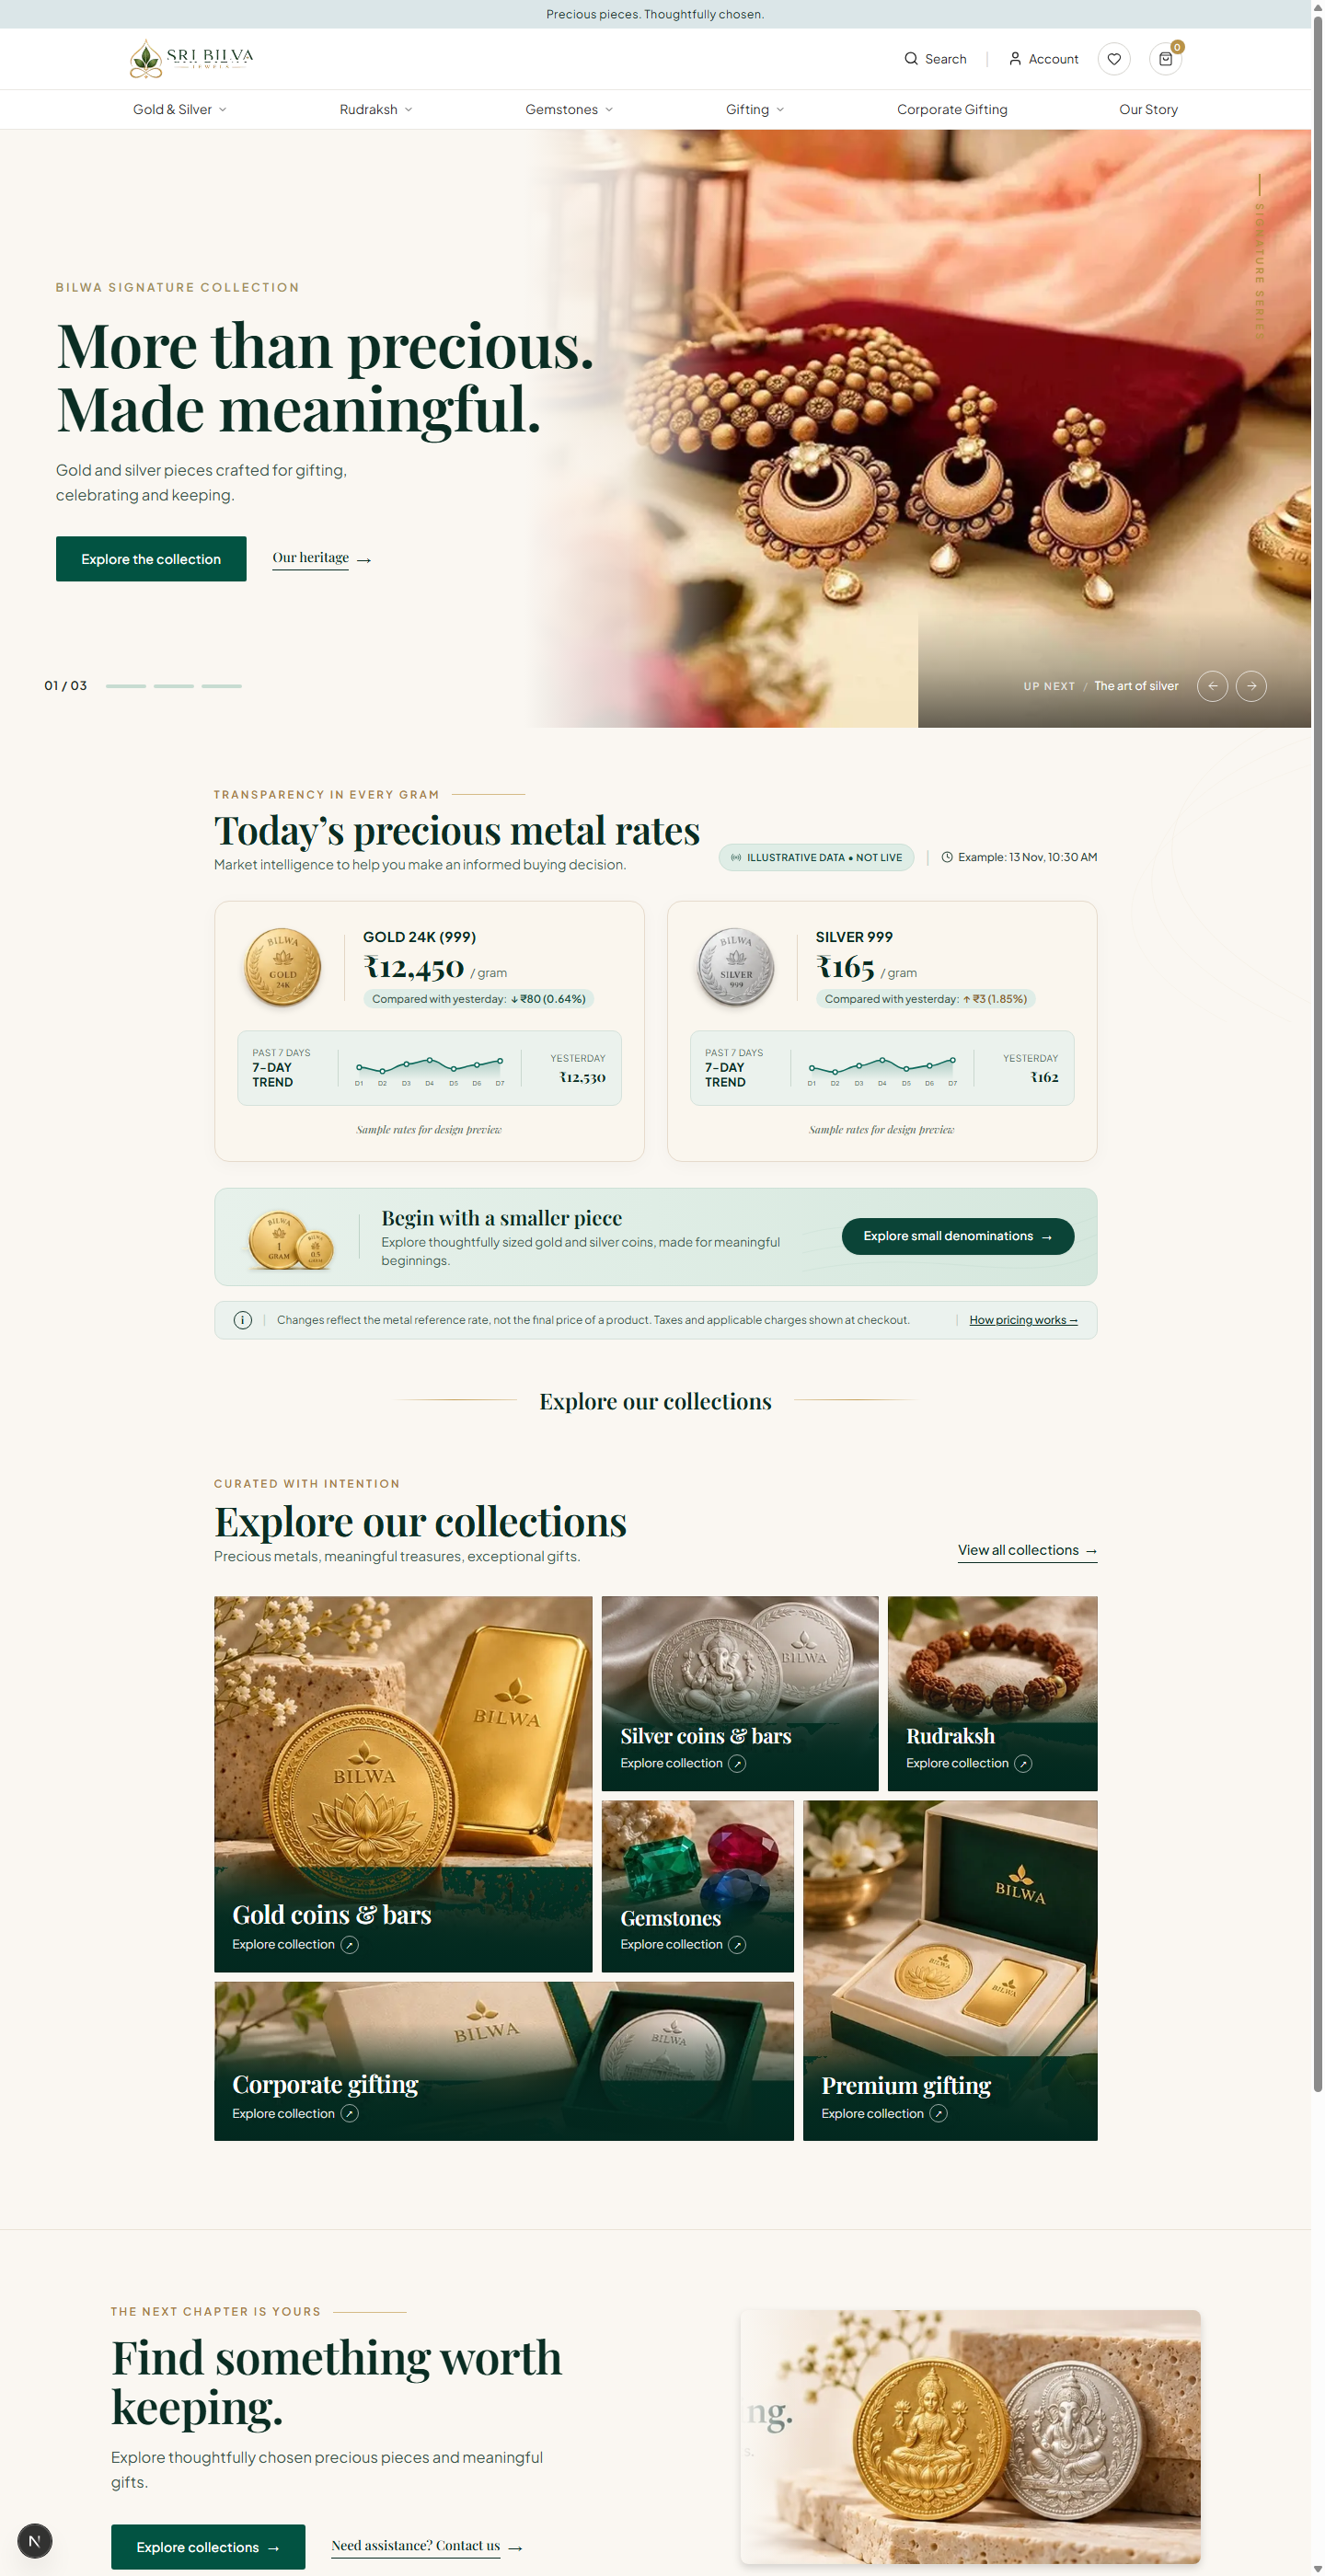 Precious pieces. Thoughtfully chosen.
SRI BILVA
Search
Account
0
Gold & Silver
Rudraksh
Gemstones
Gifting
Corporate Gifting
Our Story
SIGNATURE SERIES
BILWA SIGNATURE COLLECTION
More than precious.
Made meaningful.
Gold and silver pieces crafted for gifting,
celebrating and keeping.
Explore the collection
Our heritage →
01 / 03
UP NEXT / The art of silver
← →
TRANSPARENCY IN EVERY GRAM
Today’s precious metal rates
Market intelligence to help you make an informed buying decision.
ILLUSTRATIVE DATA • NOT LIVE
Example: 13 Nov, 10:30 AM
BILWA
GOLD
24K
GOLD 24K (999)
₹12,450 / gram
Compared with yesterday: ↓ ₹80 (0.64%)
PAST 7 DAYS
7-DAY
TREND
D1 D2 D3 D4 D5 D6 D7
YESTERDAY
₹12,530
Sample rates for design preview
BILWA
SILVER
999
SILVER 999
₹165 / gram
Compared with yesterday: ↑ ₹3 (1.85%)
PAST 7 DAYS
7-DAY
TREND
D1 D2 D3 D4 D5 D6 D7
YESTERDAY
₹162
Sample rates for design preview
BILWA
1
GRAM
0.5
Begin with a smaller piece
Explore thoughtfully sized gold and silver coins, made for meaningful
beginnings.
Explore small denominations →
i
Changes reflect the metal reference rate, not the final price of a product. Taxes and applicable charges shown at checkout.
How pricing works →
Explore our collections
CURATED WITH INTENTION
Explore our collections
Precious metals, meaningful treasures, exceptional gifts.
View all collections →
BILWA
BILWA
Gold coins & bars
Explore collection ↗
BILWA
Silver coins & bars
Explore collection ↗
Rudraksh
Explore collection ↗
Gemstones
Explore collection ↗
BILWA
Premium gifting
Explore collection ↗
BILWA
BILWA
Corporate gifting
Explore collection ↗
THE NEXT CHAPTER IS YOURS
Find something worth
keeping.
Explore thoughtfully chosen precious pieces and meaningful
gifts.
Explore collections →
Need assistance? Contact us →
ng.
s.
N